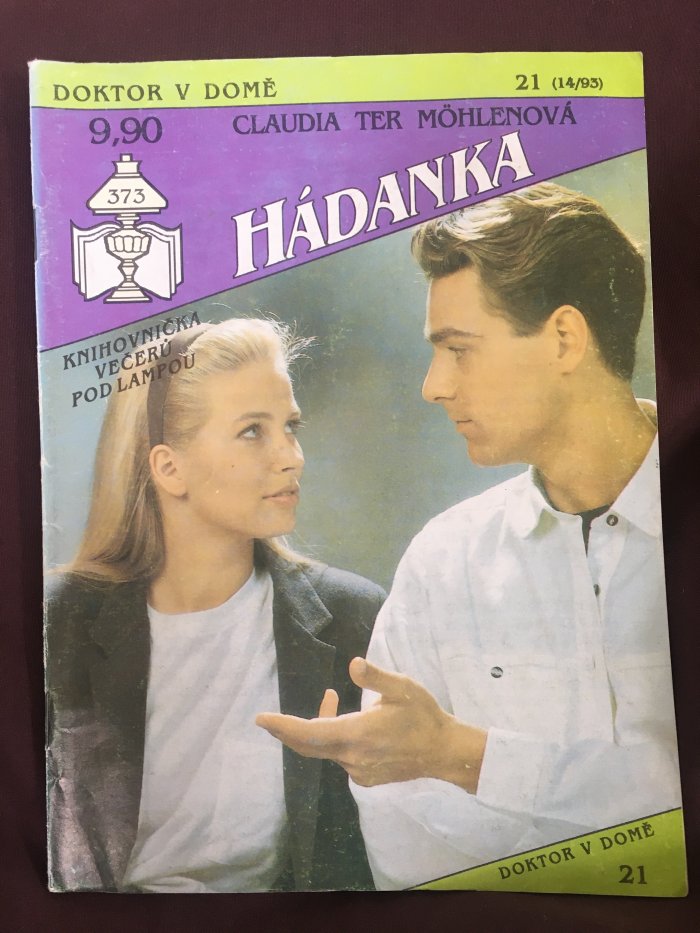 DOKTOR V DOMĚ 21 (14/93)
9,90 CLAUDIA TER MÖHLENOVÁ
373
HÁDANKA
KNIHOVNIČKA
VEČERŮ
POD LAMPOU
DOKTOR V DOMĚ
21